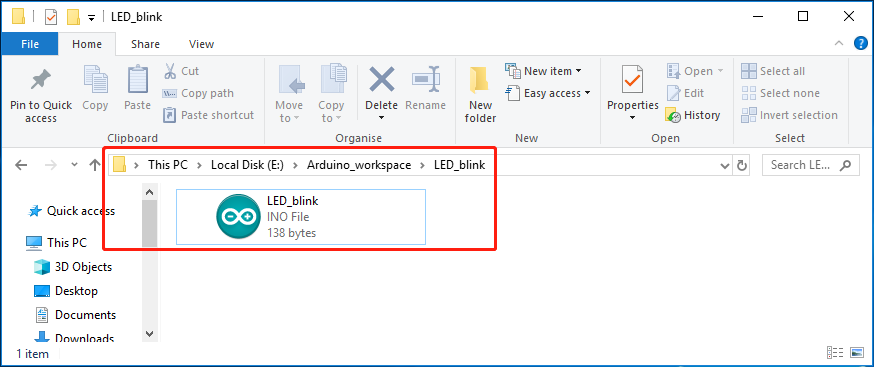 LED_blink
File Home Share View
Pin to Quick access
Copy
Paste
Cut
Copy path
Paste shortcut
Clipboard
Move to
Copy to
Delete
Rename
Organise
New folder
New item
Easy access
New
Properties
Open
Edit
History
Open
Select all
Select none
Invert selection
Select
This PC > Local Disk (E:) > Arduino_workspace > LED_blink
Search LE...
Quick access
This PC
3D Objects
Desktop
Documents
Downloads
LED_blink
INO File
138 bytes
1 item